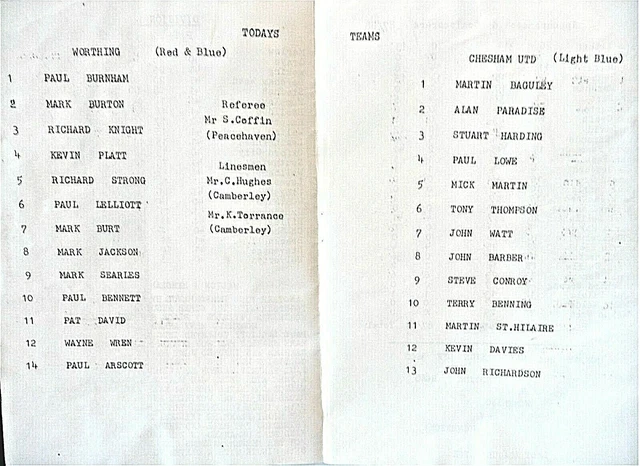 TODAYS
WORTHING (Red & Blue)
1 PAUL BURNHAM
2 MARK BURTON
3 RICHARD KNIGHT
4 KEVIN PLATT
5 RICHARD STRONG
6 PAUL LELLIOTT
7 MARK BURT
8 MARK JACKSON
9 MARK SEARLES
10 PAUL BENNETT
11 PAT DAVID
12 WAYNE WREN
14 PAUL ARSCOTT
Referee
Mr S.Coffin
(Peacehaven)
Linesmen
Mr.C.Hughes
(Camberley)
Mr.K.Torrance
(Camberley)
TEAMS
CHESHAM UTD (Light Blue)
1 MARTIN BAGULEY
2 ALAN PARADISE
3 STUART HARDING
4 PAUL LOWE
5 MICK MARTIN
6 TONY THOMPSON
7 JOHN WATT
8 JOHN BARBER
9 STEVE CONROY
10 TERRY BENNING
11 MARTIN ST.HILAIRE
12 KEVIN DAVIES
13 JOHN RICHARDSON